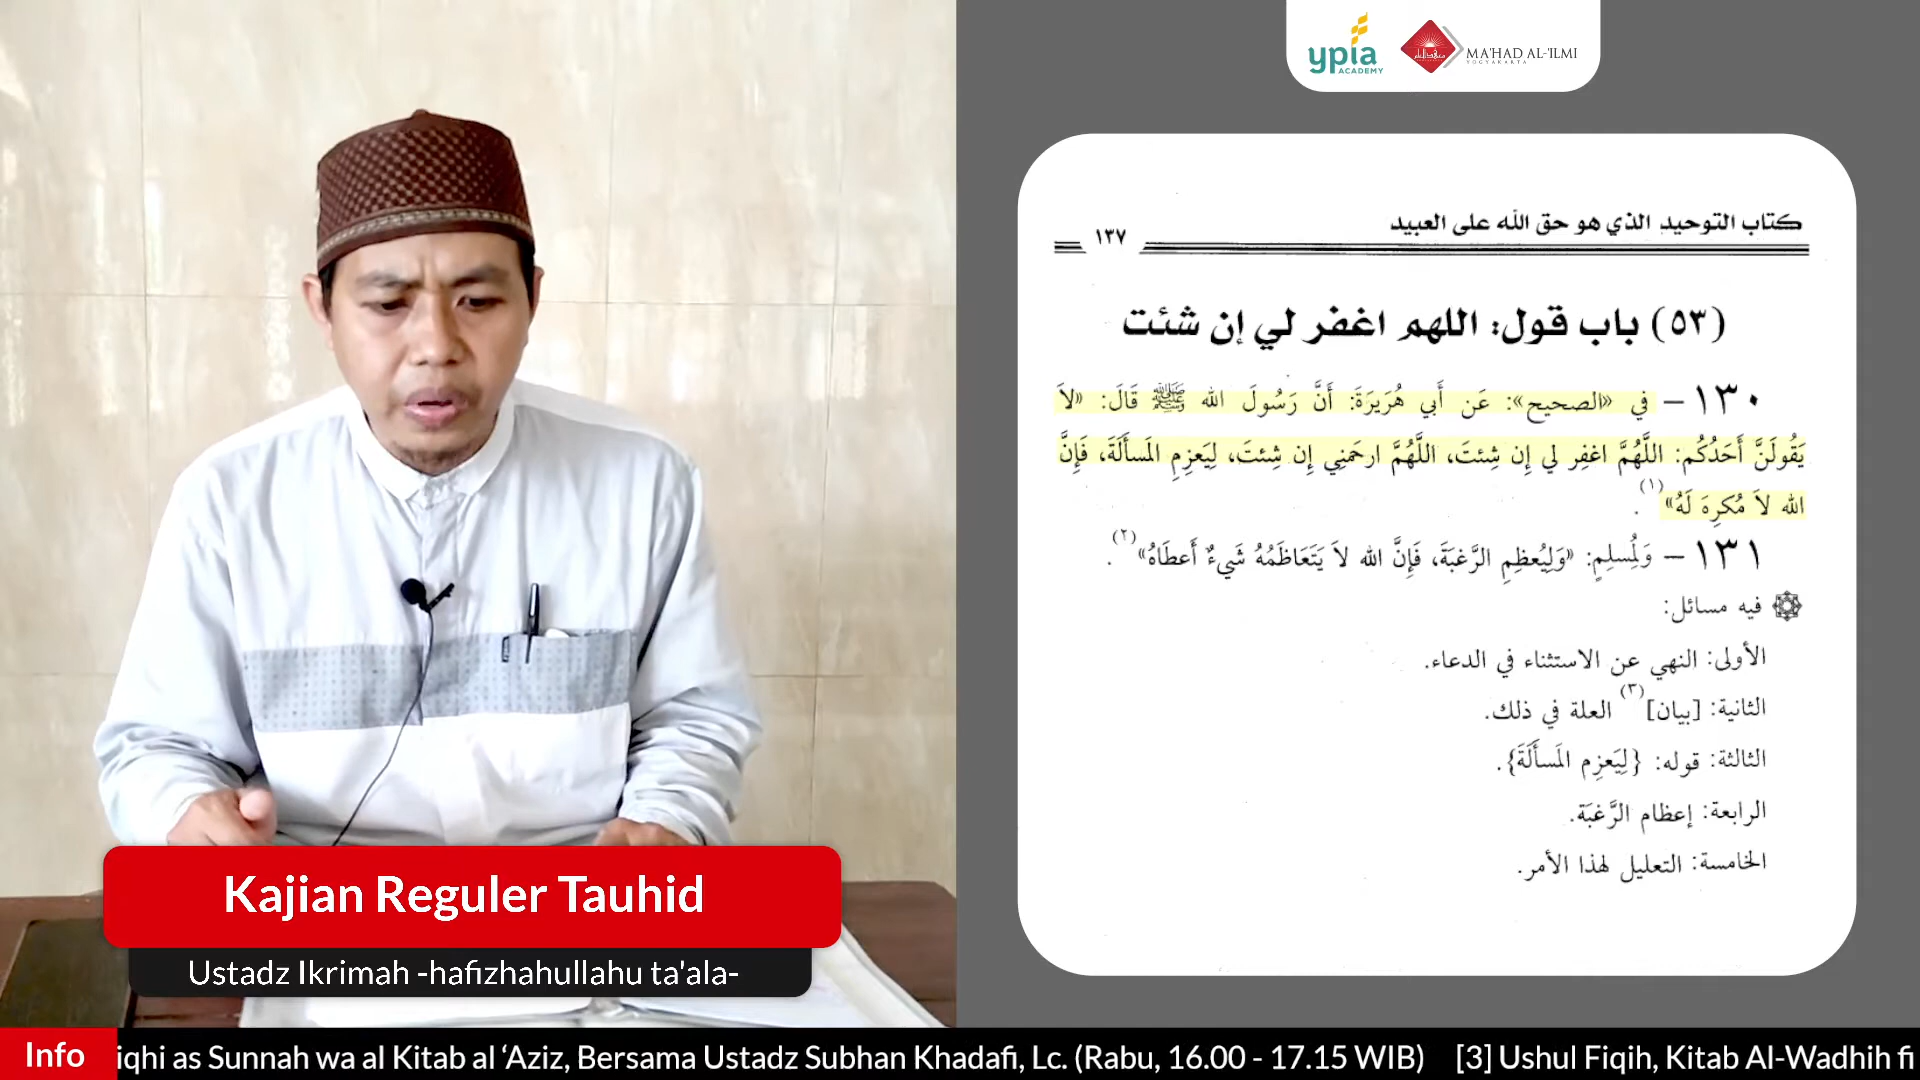 ypia
ACADEMY
MA'HAD AL-'ILMI
YOGYAKARTA
كتاب التوحيد الذي هو حق الله على العبيد
١٣٧
(٥٣) باب قول: اللهم اغفر لي إن شئت
١٣٠ – في «الصحيح»: عَن أَبي هُرَيرَةَ: أَنَّ رَسُولَ الله ﷺ قَالَ: «لاَ
يَقُولَنَّ أَحَدُكُم: اللَّهُمَّ اغفِر لي إِن شِئتَ، اللَّهُمَّ ارحَمنِي إِن شِئتَ، لِيَعزِمِ المَسأَلَةَ، فَإِنَّ
الله لاَ مُكرِهَ لَهُ»(١).
١٣١ – وَلمُسلِمٍ: «وَلِيُعظِمِ الرَّغبَةَ، فَإِنَّ الله لاَ يَتَعَاظَمُهُ شَيءٌ أَعطَاهُ»(٢).
فيه مسائل:
الأولى: النهي عن الاستثناء في الدعاء.
الثانية: [بيان](٣) العلة في ذلك.
الثالثة: قوله: {لِيَعزِمِ المَسأَلَةَ}.
الرابعة: إعظام الرَّغبَة.
الخامسة: التعليل لهذا الأمر.
Kajian Reguler Tauhid
Ustadz Ikrimah -hafizhahullahu ta'ala-
Info
iqhi as Sunnah wa al Kitab al ‘Aziz, Bersama Ustadz Subhan Khadafi, Lc. (Rabu, 16.00 - 17.15 WIB) [3] Ushul Fiqih, Kitab Al-Wadhih fi